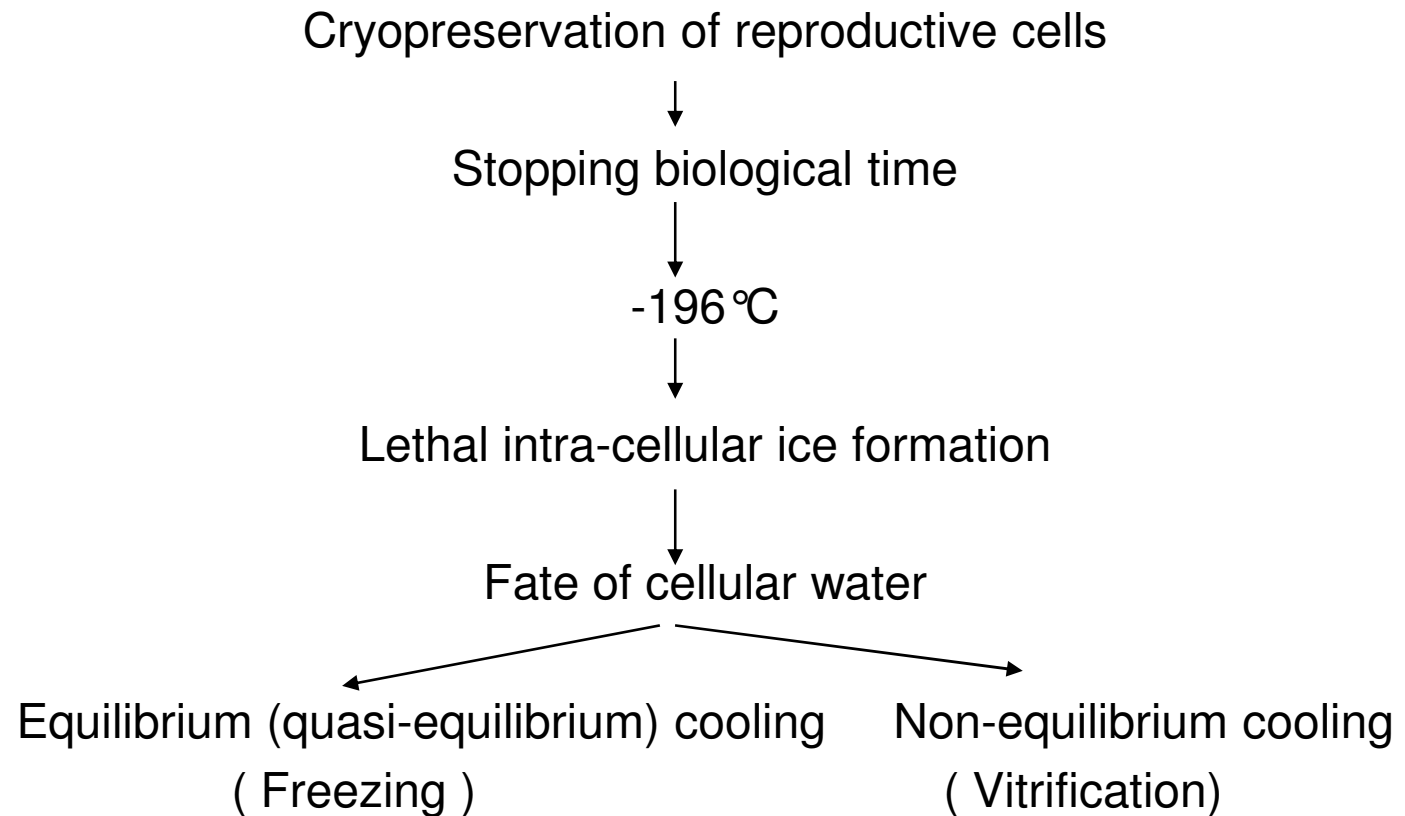 Cryopreservation of reproductive cells
Stopping biological time
-196°C
Lethal intra-cellular ice formation
Fate of cellular water
Equilibrium (quasi-equilibrium) cooling
Non-equilibrium cooling
( Freezing )
( Vitrification)